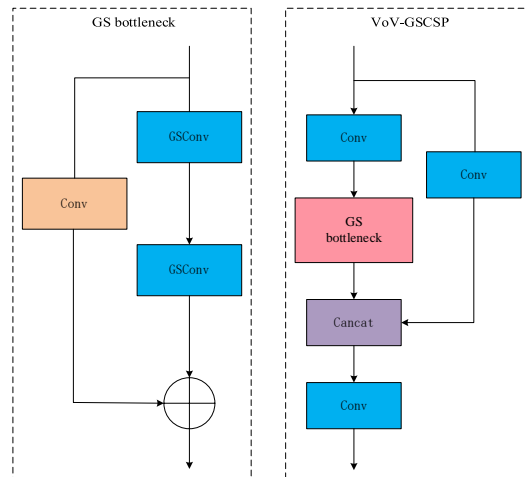 GS bottleneck
GSConv
Conv
GSConv
VoV-GSCSP
Conv
Conv
GS
bottleneck
Cancat
Conv